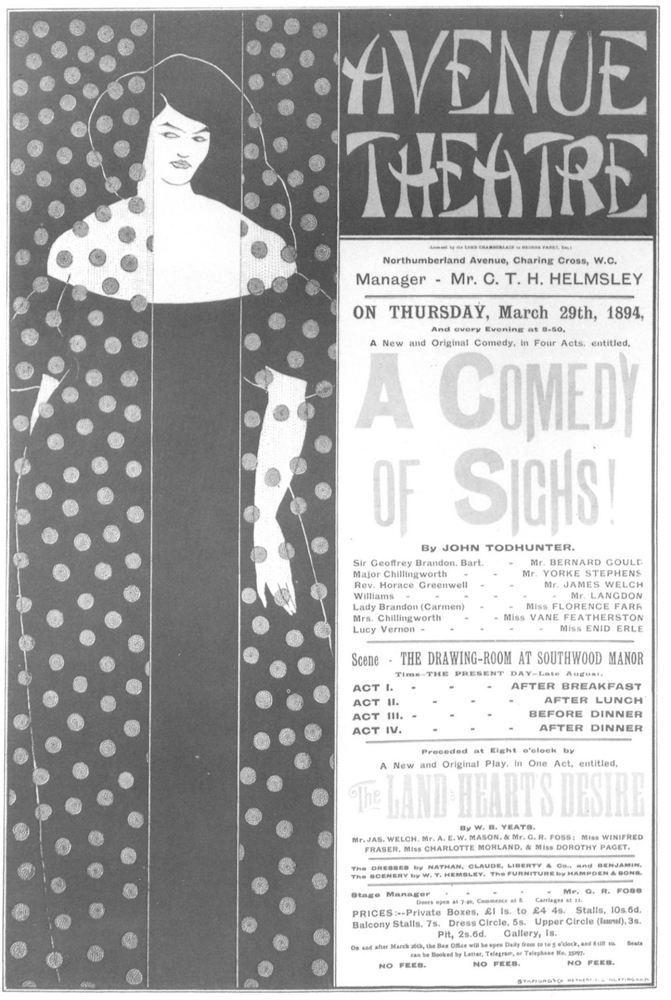 AVENUE
THEATRE
(Licensed by the LORD CHAMBERLAIN to GEORGE PAGET, Esq.)
Northumberland Avenue, Charing Cross, W.C.
Manager - Mr. C. T. H. HELMSLEY
ON THURSDAY, March 29th, 1894,
And every Evening at 8-50,
A New and Original Comedy, in Four Acts, entitled,
A COMEDY
OF SIGHS!
By JOHN TODHUNTER.
Sir Geoffrey Brandon, Bart. - Mr. BERNARD GOULD
Major Chillingworth - - Mr. YORKE STEPHENS
Rev. Horace Greenwell - - Mr. JAMES WELCH
Williams - - - - - - Mr. LANGDON
Lady Brandon (Carmen) - - Miss FLORENCE FARR
Mrs. Chillingworth - - Miss VANE FEATHERSTON
Lucy Vernon - - - - - Miss ENID ERLE
Scene - THE DRAWING-ROOM AT SOUTHWOOD MANOR
Time-THE PRESENT DAY-Late August.
ACT I. - - - AFTER BREAKFAST
ACT II. - - - AFTER LUNCH
ACT III. - - - BEFORE DINNER
ACT IV. - - - AFTER DINNER
Preceded at Eight o'clock by
A New and Original Play, in One Act, entitled,
The LAND OF HEART'S DESIRE
By W. B. YEATS.
Mr. JAS. WELCH, Mr. A. E. W. MASON, & Mr. G. R. FOSS; Miss WINIFRED
FRASER, Miss CHARLOTTE MORLAND, & Miss DOROTHY PAGET.
The DRESSES by NATHAN, CLAUDE, LIBERTY & Co., and BENJAMIN.
The SCENERY by W. T. HEMSLEY. The FURNITURE by HAMPDEN & SONS.
Stage Manager - - - - - Mr. G. R. FOSS
Doors open at 7-40, Commence at 8. Carriages at 11.
PRICES:--Private Boxes, £1 1s. to £4 4s. Stalls, 10s.6d.
Balcony Stalls, 7s. Dress Circle, 5s. Upper Circle (Reserved), 3s.
Pit, 2s.6d. Gallery, 1s.
On and after March 26th, the Box Office will be open Daily from 10 to 5 o'clock, and 8 till 10. Seats
can be Booked by Letter, Telegram, or Telephone No. 35297.
NO FEES. NO FEES. NO FEES.
STAFFORD & CO NETHERFIELD NOTTINGHAM